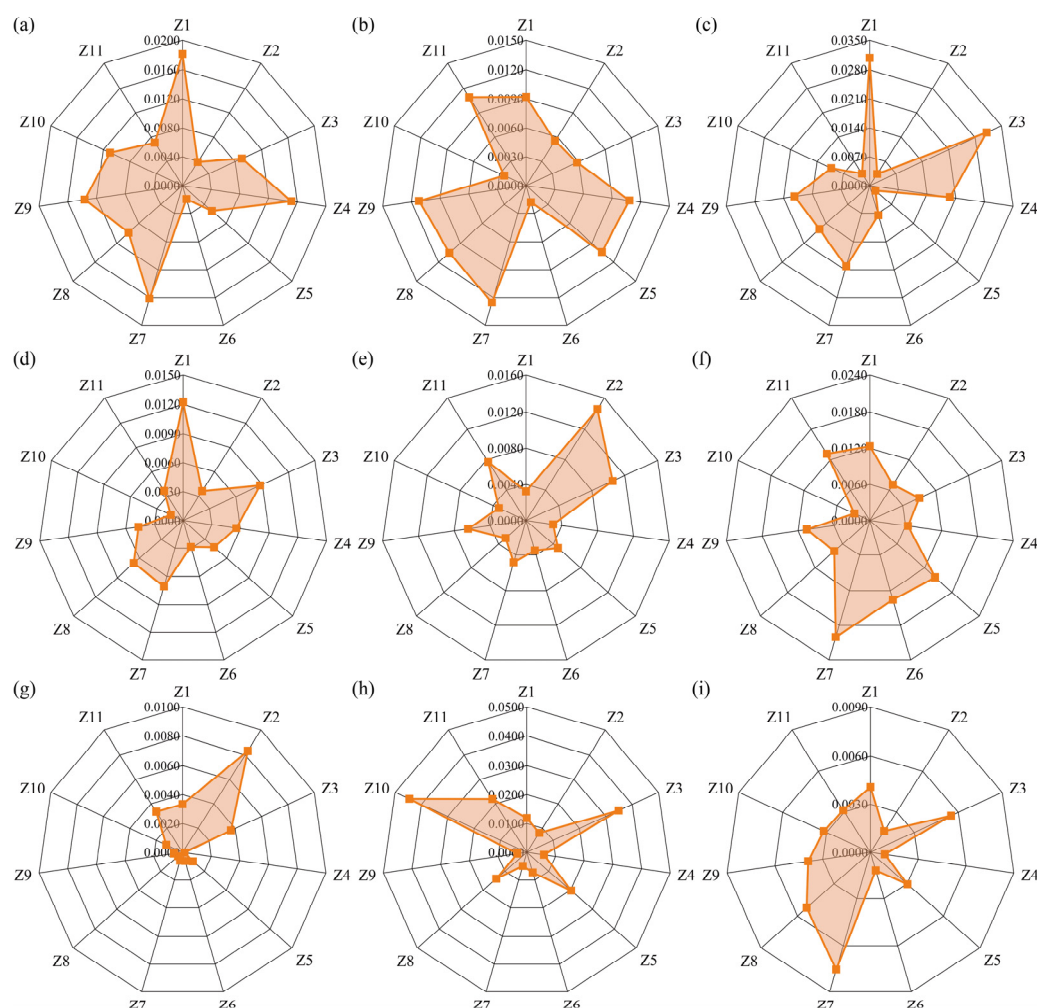 (a) Z1 (b) Z1 (c) Z1
0.0200 0.0150 0.0350
Z11 Z2 Z11 Z2 Z11 Z2
0.0160 0.0120 0.0280
Z10 0.0120 Z3 Z10 0.0090 Z3 Z10 0.0210 Z3
0.0080 0.0060 0.0140
0.0040 0.0030 0.0070
0.0000 0.0000 0.0000
Z9 Z4 Z9 Z4 Z9 Z4
Z8 Z5 Z8 Z5 Z8 Z5
Z7 Z6 Z7 Z6 Z7 Z6
(d) Z1 (e) Z1 (f) Z1
0.0150 0.0160 0.0240
Z11 Z2 Z11 Z2 Z11 Z2
0.0120 0.0120 0.0180
Z10 0.0090 Z3 Z10 0.0080 Z3 Z10 0.0120 Z3
0.0060 0.0040 0.0060
0.0030
0.0000 0.0000 0.0000
Z9 Z4 Z9 Z4 Z9 Z4
Z8 Z5 Z8 Z5 Z8 Z5
Z7 Z6 Z7 Z6 Z7 Z6
(g) Z1 (h) Z1 (i) Z1
0.0100 0.0500 0.0090
Z11 Z2 Z11 Z2 Z11 Z2
0.0080 0.0400 0.0060
Z10 0.0060 Z3 Z10 0.0300 Z3 Z10 Z3
0.0040 0.0200 0.0030
0.0020 0.0100
0.0000 0.0000 0.0000
Z9 Z4 Z9 Z4 Z9 Z4
Z8 Z5 Z8 Z5 Z8 Z5
Z7 Z6 Z7 Z6 Z7 Z6